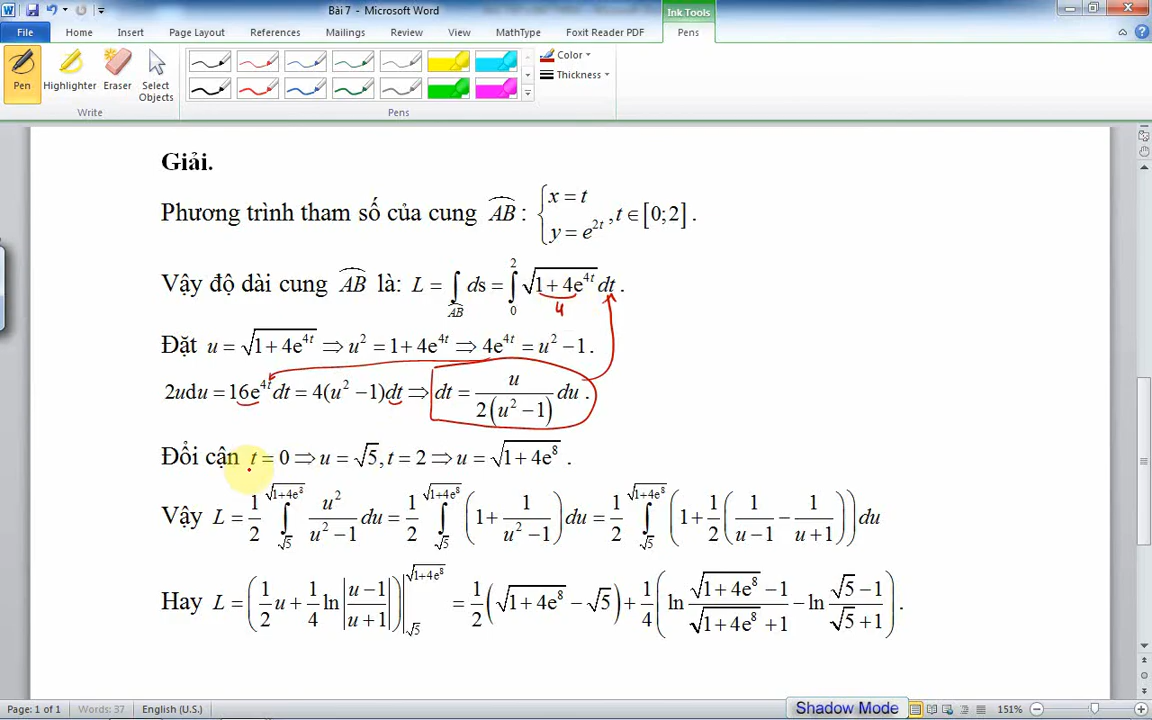 Bài 7 - Microsoft Word
Ink Tools
File Home Insert Page Layout References Mailings Review View MathType Foxit Reader PDF Pens
Pen Highlighter Eraser Select Objects
Color
Thickness
Write Pens
Giải.
Phương trình tham số của cung AB : { x = t, y = e^{2t} , t ∈ [0;2] .
Vậy độ dài cung AB là: L = ∫_{AB} ds = ∫_0^2 √(1+4e^{4t}) dt .
4
Đặt u = √(1+4e^{4t}) ⇒ u² = 1+4e^{4t} ⇒ 4e^{4t} = u² −1 .
2udu = 16e^{4t}dt = 4(u² −1)dt ⇒ dt = u/(2(u² −1)) du .
Đổi cận t = 0 ⇒ u = √5, t = 2 ⇒ u = √(1+4e^8) .
Vậy L = 1/2 ∫_{√5}^{√(1+4e^8)} u²/(u² −1) du = 1/2 ∫_{√5}^{√(1+4e^8)} (1 + 1/(u² −1)) du = 1/2 ∫_{√5}^{√(1+4e^8)} (1 + 1/2 (1/(u −1) − 1/(u +1))) du
Hay L = (1/2 u + 1/4 ln|(u −1)/(u +1)|)|_{√5}^{√(1+4e^8)} = 1/2 (√(1+4e^8) − √5) + 1/4 (ln (√(1+4e^8) −1)/(√(1+4e^8) +1) − ln (√5 −1)/(√5 +1)) .
Page: 1 of 1 Words: 37 English (U.S.) Shadow Mode 151%